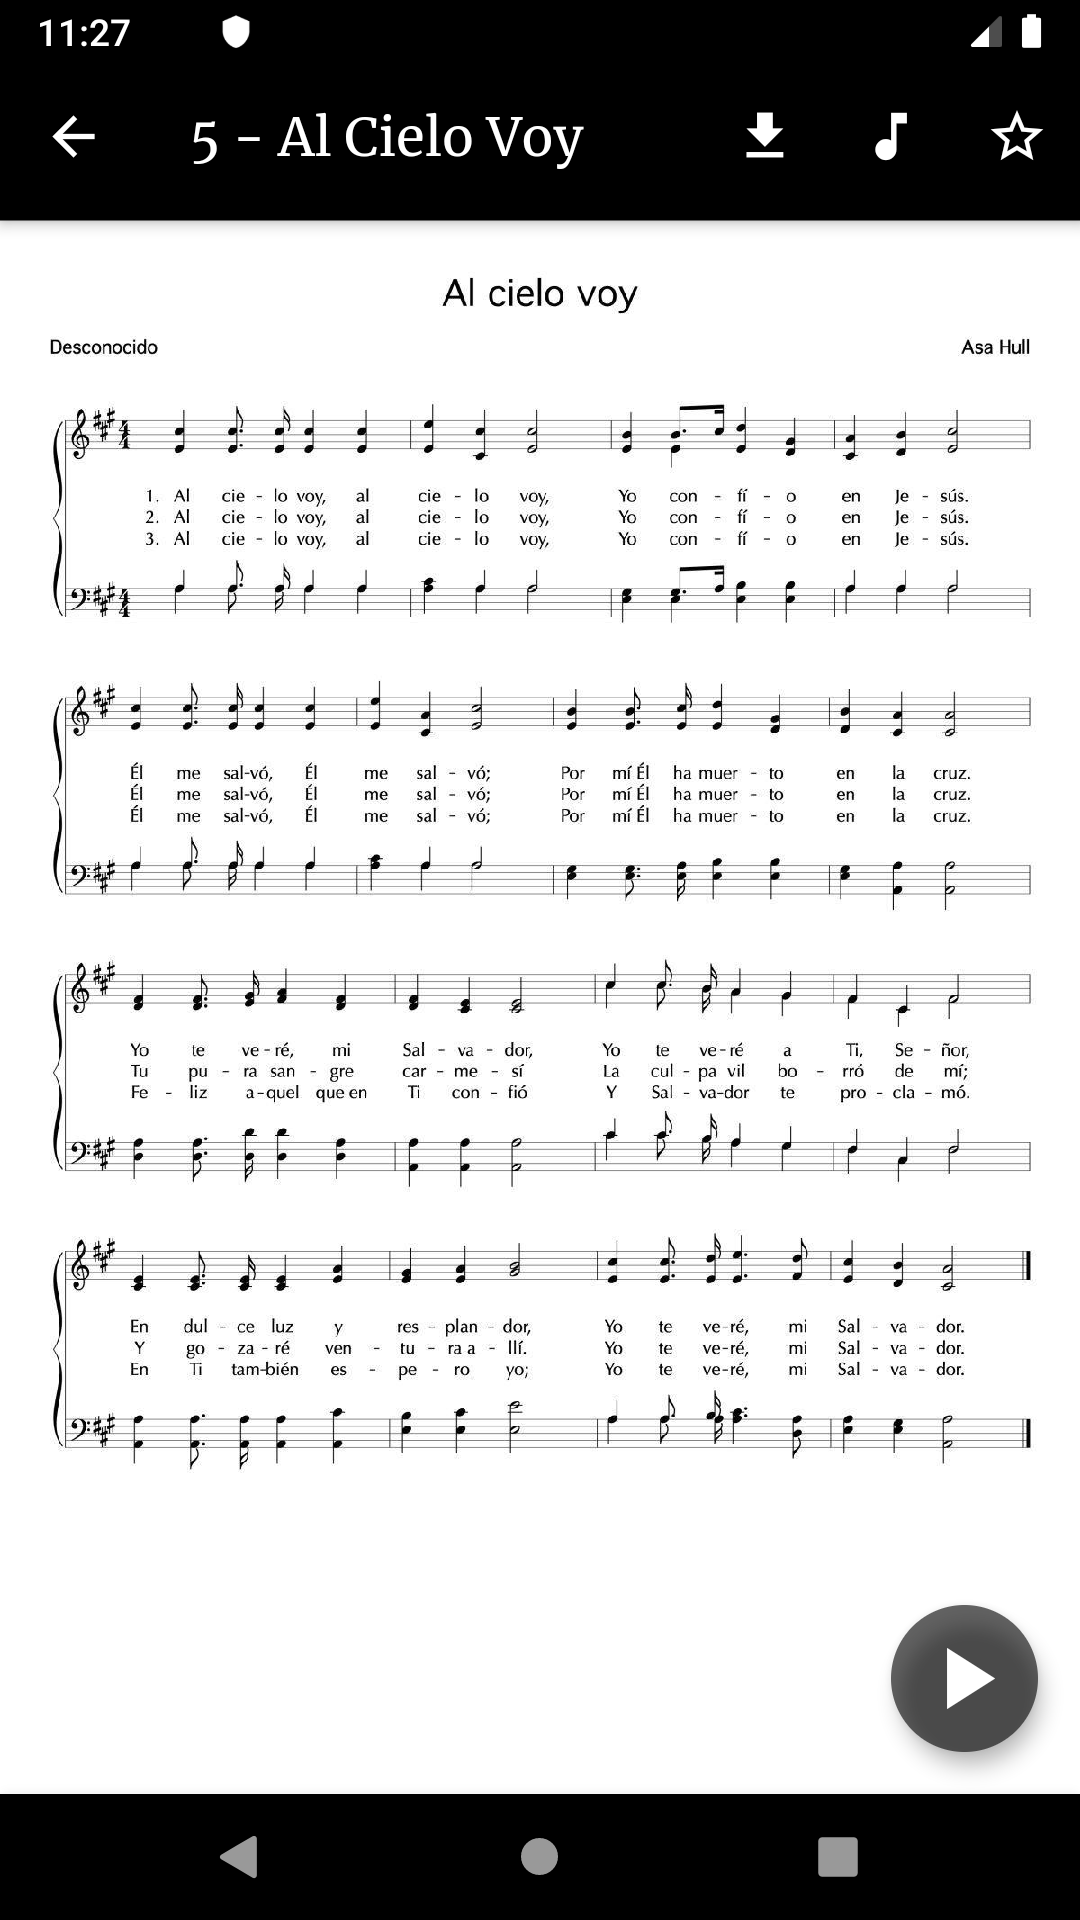 11:27
5 - Al Cielo Voy
Al cielo voy
Desconocido
Asa Hull
1. Al cie - lo voy, al cie - lo voy, Yo con - fí - o en Je - sús.
2. Al cie - lo voy, al cie - lo voy, Yo con - fí - o en Je - sús.
3. Al cie - lo voy, al cie - lo voy, Yo con - fí - o en Je - sús.
Él me sal-vó, Él me sal - vó; Por mí Él ha muer - to en la cruz.
Él me sal-vó, Él me sal - vó; Por mí Él ha muer - to en la cruz.
Él me sal-vó, Él me sal - vó; Por mí Él ha muer - to en la cruz.
Yo te ve - ré, mi Sal - va - dor, Yo te ve - ré a Ti, Se - ñor,
Tu pu - ra san - gre car - me - sí La cul - pa vil bo - rró de mí;
Fe - liz a - quel que en Ti con - fió Y Sal - va - dor te pro - cla - mó.
En dul - ce luz y res - plan - dor, Yo te ve - ré, mi Sal - va - dor.
Y go - za - ré ven - tu - ra a - llí. Yo te ve - ré, mi Sal - va - dor.
En Ti tam - bién es - pe - ro yo; Yo te ve - ré, mi Sal - va - dor.